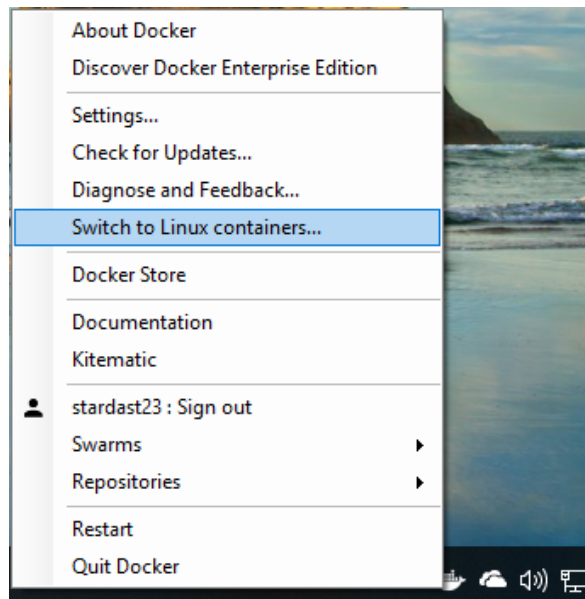 About Docker
Discover Docker Enterprise Edition
Settings...
Check for Updates...
Diagnose and Feedback...
Switch to Linux containers...
Docker Store
Documentation
Kitematic
stardast23 : Sign out
Swarms
Repositories
Restart
Quit Docker